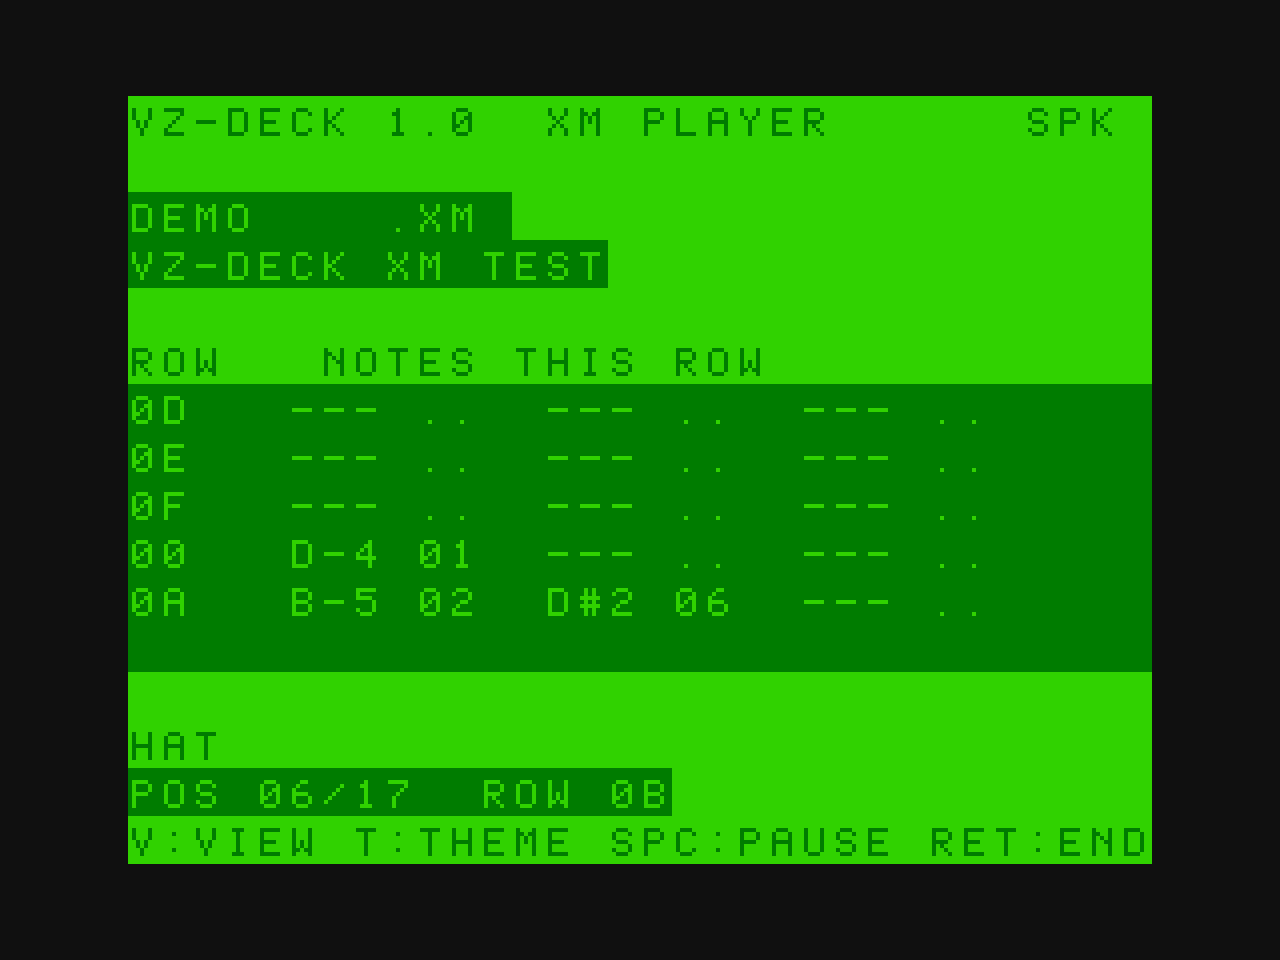 VZ-DECK 1.0  XM PLAYER      SPK
DEMO    .XM
VZ-DECK XM TEST
ROW   NOTES THIS ROW
0D   --- ..  --- ..  --- ..
0E   --- ..  --- ..  --- ..
0F   --- ..  --- ..  --- ..
00   D-4 01  --- ..  --- ..
0A   B-5 02  D#2 06  --- ..
HAT
POS 06/17  ROW 0B
V:VIEW T:THEME SPC:PAUSE RET:END